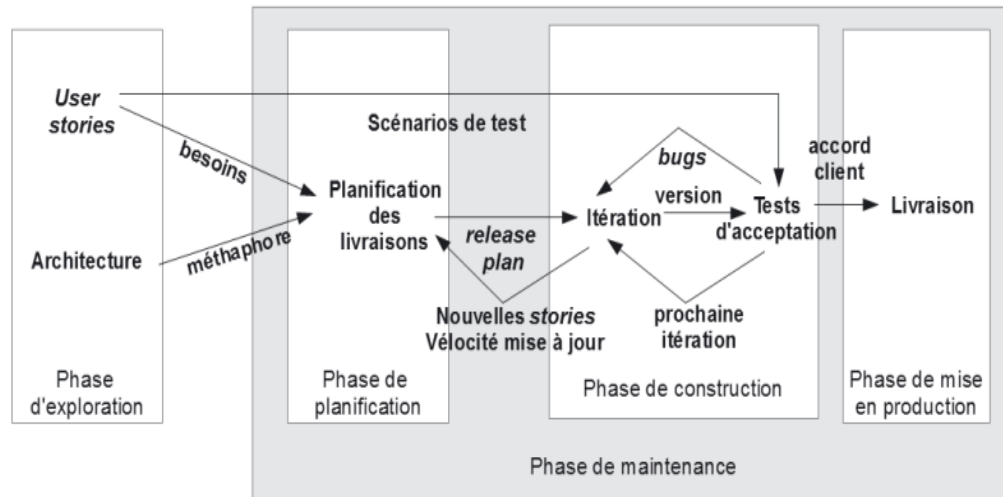 User
stories
besoins
Architecture
méthaphore
Phase
d'exploration
Scénarios de test
Planification
des
livraisons
release
plan
Nouvelles stories
Vélocité mise à jour
Phase de
planification
bugs
Itération
version
Tests
d'acceptation
prochaine
itération
Phase de construction
accord
client
Livraison
Phase de mise
en production
Phase de maintenance